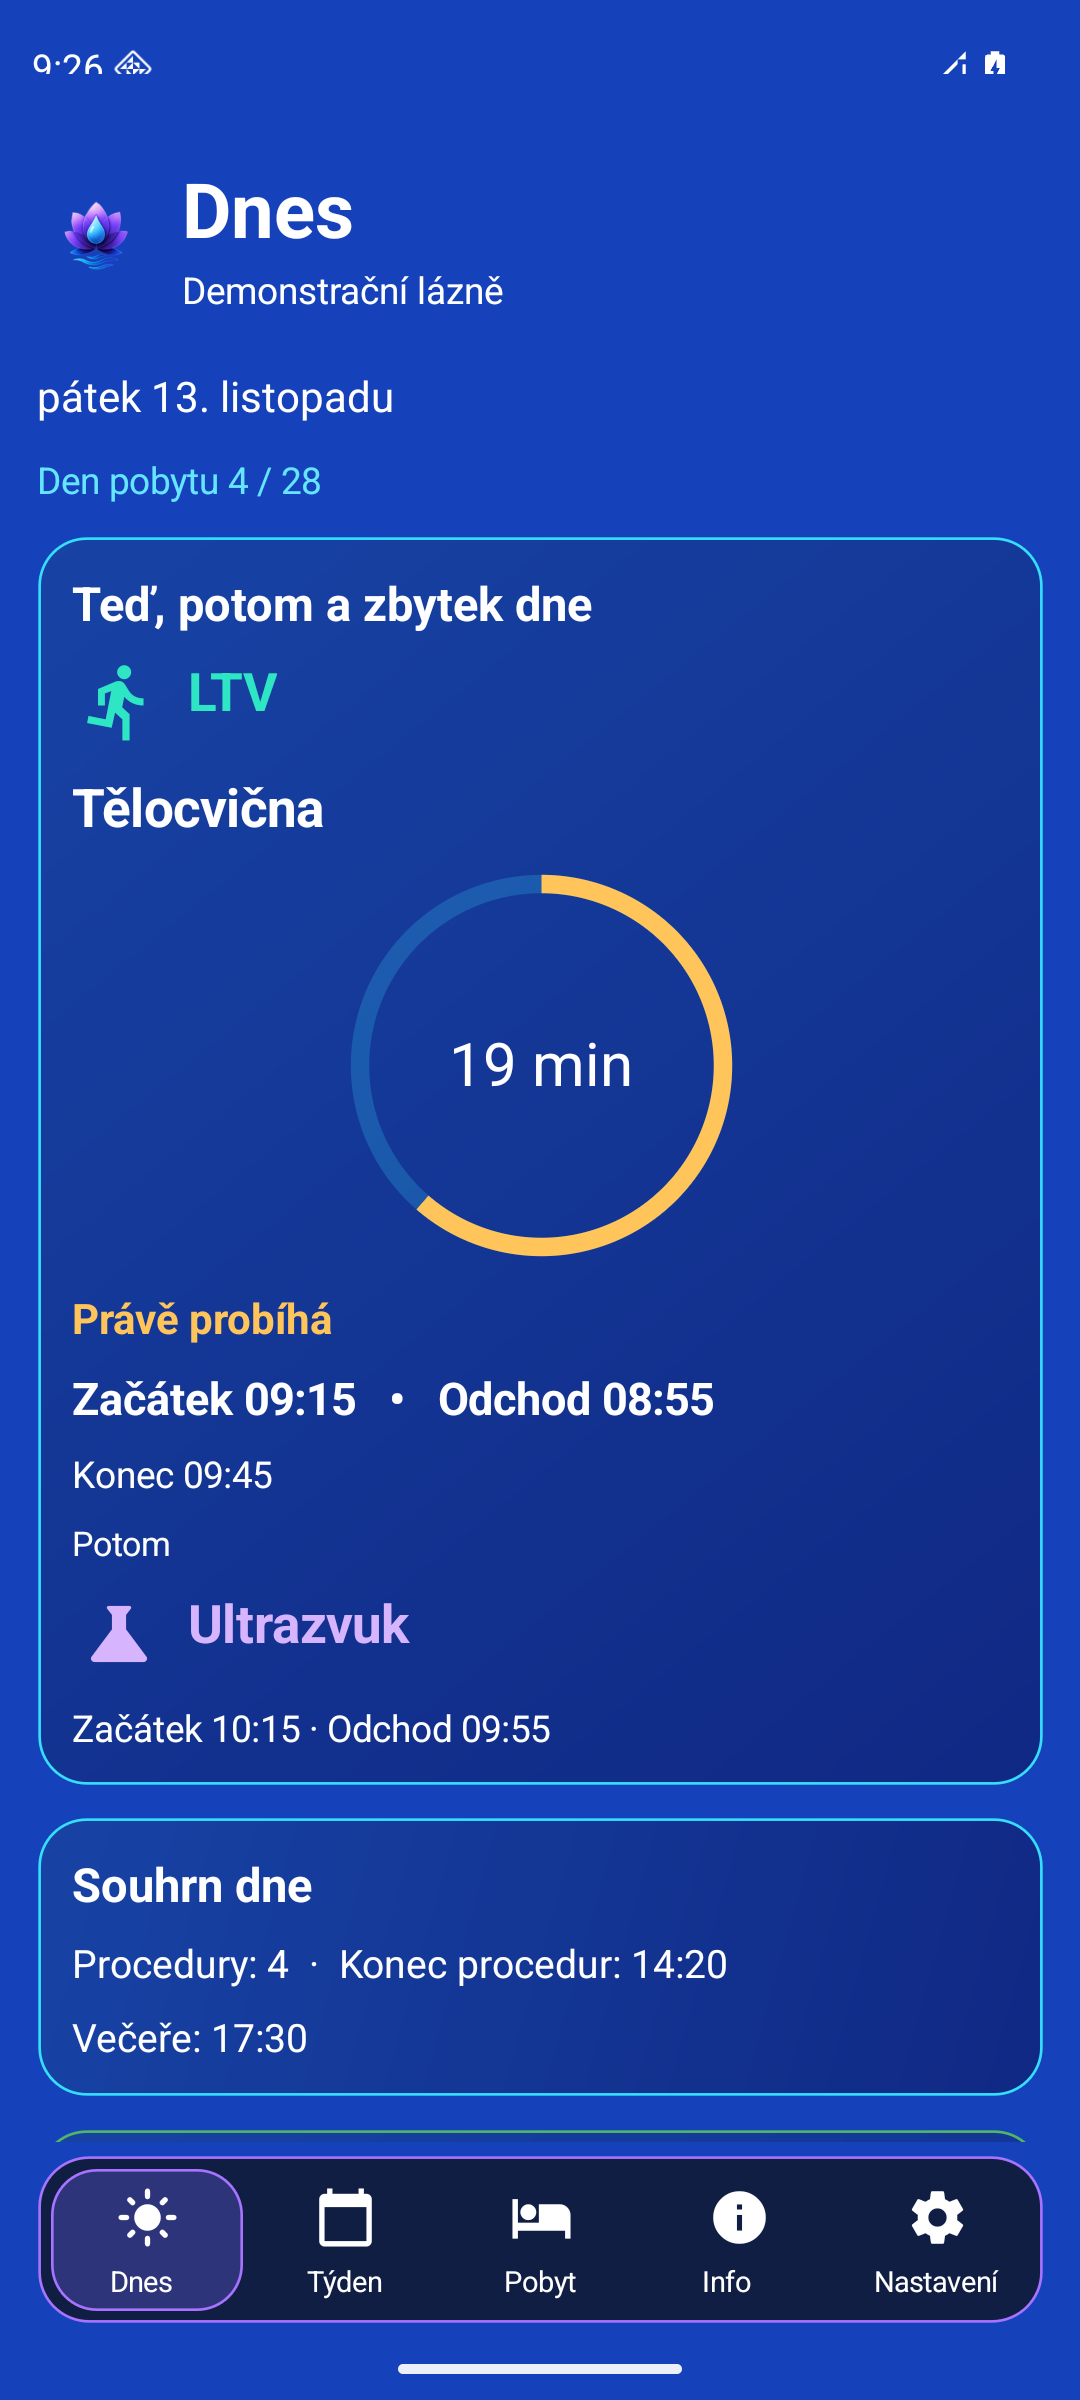 9:26
Dnes
Demonstrační lázně
pátek 13. listopadu
Den pobytu 4 / 28
Teď, potom a zbytek dne
LTV
Tělocvična
19 min
Právě probíhá
Začátek 09:15 • Odchod 08:55
Konec 09:45
Potom
Ultrazvuk
Začátek 10:15 · Odchod 09:55
Souhrn dne
Procedury: 4 · Konec procedur: 14:20
Večeře: 17:30
Dnes
Týden
Pobyt
Info
Nastavení